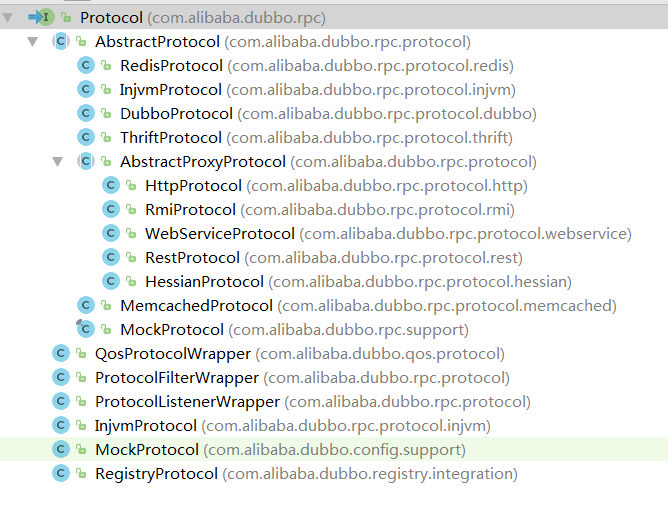 Protocol (com.alibaba.dubbo.rpc)
AbstractProtocol (com.alibaba.dubbo.rpc.protocol)
RedisProtocol (com.alibaba.dubbo.rpc.protocol.redis)
InjvmProtocol (com.alibaba.dubbo.rpc.protocol.injvm)
DubboProtocol (com.alibaba.dubbo.rpc.protocol.dubbo)
ThriftProtocol (com.alibaba.dubbo.rpc.protocol.thrift)
AbstractProxyProtocol (com.alibaba.dubbo.rpc.protocol)
HttpProtocol (com.alibaba.dubbo.rpc.protocol.http)
RmiProtocol (com.alibaba.dubbo.rpc.protocol.rmi)
WebServiceProtocol (com.alibaba.dubbo.rpc.protocol.webservice)
RestProtocol (com.alibaba.dubbo.rpc.protocol.rest)
HessianProtocol (com.alibaba.dubbo.rpc.protocol.hessian)
MemcachedProtocol (com.alibaba.dubbo.rpc.protocol.memcached)
MockProtocol (com.alibaba.dubbo.rpc.support)
QosProtocolWrapper (com.alibaba.dubbo.qos.protocol)
ProtocolFilterWrapper (com.alibaba.dubbo.rpc.protocol)
ProtocolListenerWrapper (com.alibaba.dubbo.rpc.protocol)
InjvmProtocol (com.alibaba.dubbo.rpc.protocol.injvm)
MockProtocol (com.alibaba.dubbo.config.support)
RegistryProtocol (com.alibaba.dubbo.registry.integration)